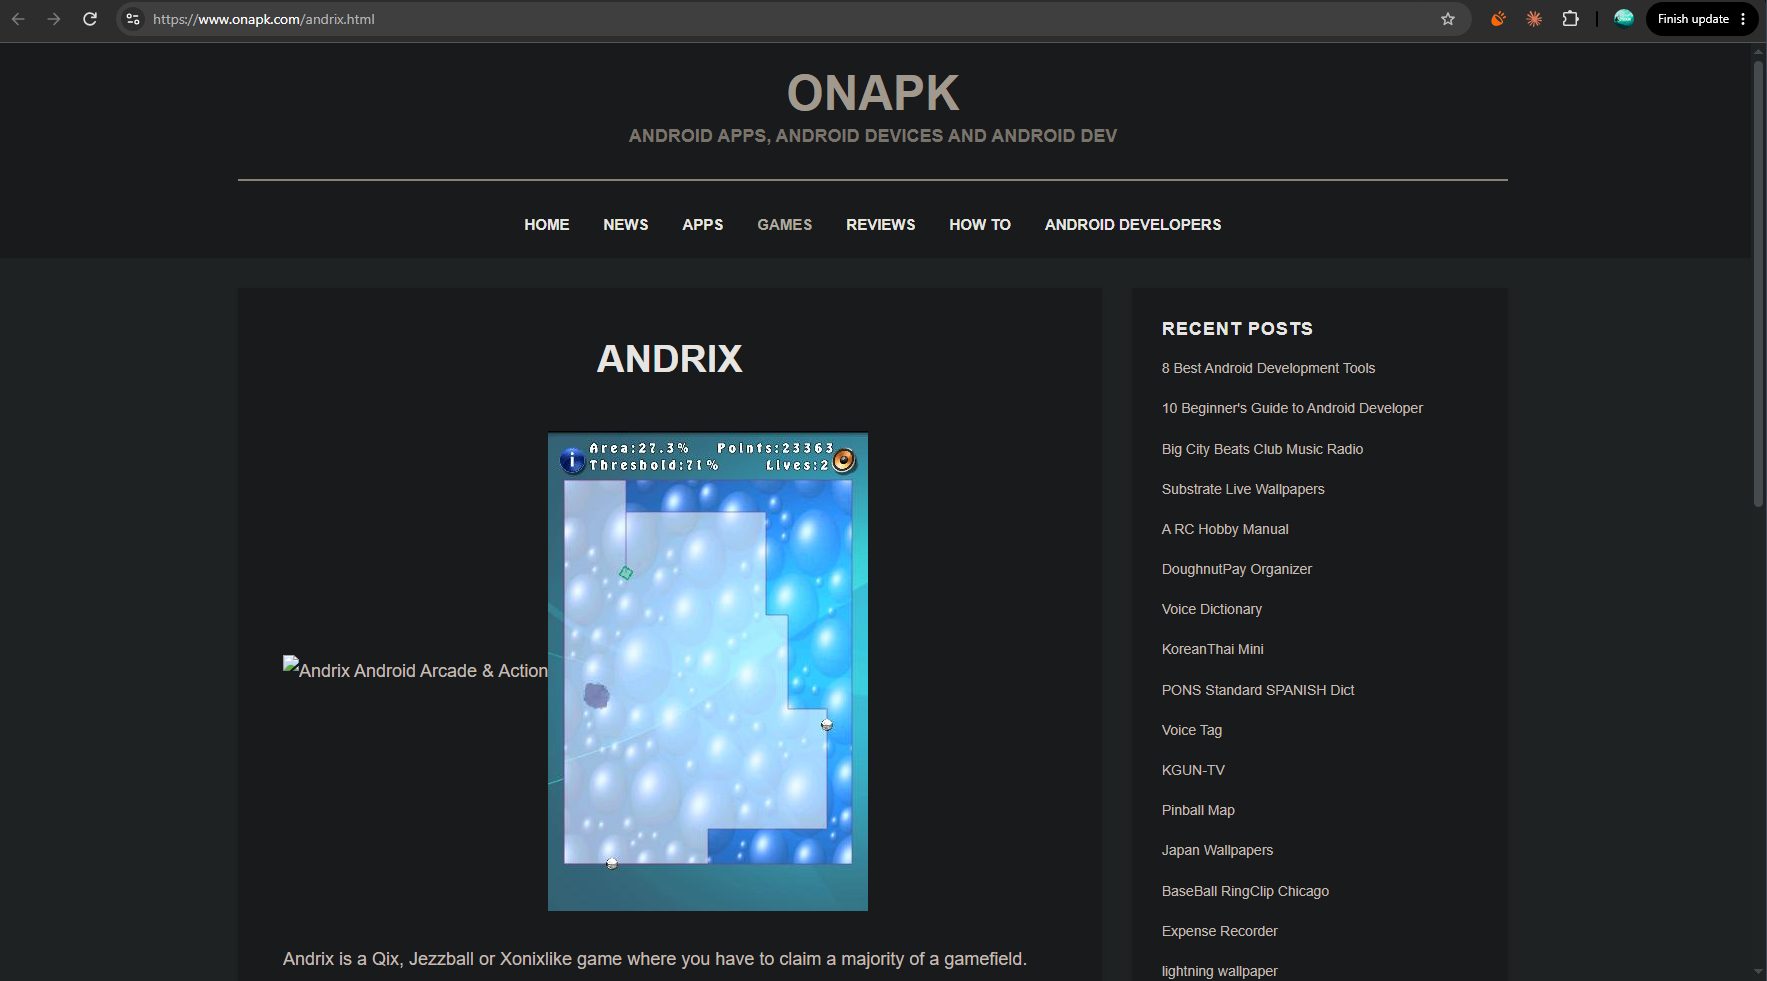 https://www.onapk.com/andrix.html
Finish update
ONAPK
ANDROID APPS, ANDROID DEVICES AND ANDROID DEV
HOME NEWS APPS GAMES REVIEWS HOW TO ANDROID DEVELOPERS
ANDRIX
Area:27.3% Points:23363
Threshold:71% Lives:2
Andrix Android Arcade & Action
Andrix is a Qix, Jezzball or Xonixlike game where you have to claim a majority of a gamefield.
RECENT POSTS
8 Best Android Development Tools
10 Beginner's Guide to Android Developer
Big City Beats Club Music Radio
Substrate Live Wallpapers
A RC Hobby Manual
DoughnutPay Organizer
Voice Dictionary
KoreanThai Mini
PONS Standard SPANISH Dict
Voice Tag
KGUN-TV
Pinball Map
Japan Wallpapers
BaseBall RingClip Chicago
Expense Recorder
lightning wallpaper